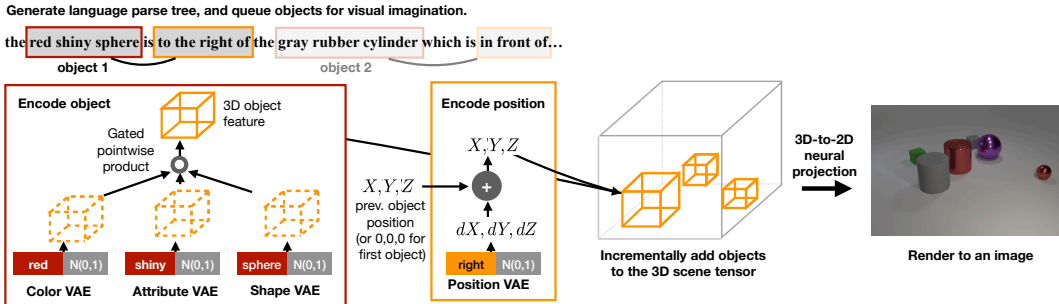 Generate language parse tree, and queue objects for visual imagination.
the red shiny sphere is to the right of the gray rubber cylinder which is in front of...
object 1
object 2
Encode object
3D object
feature
Gated
pointwise
product
red N(0,1)
shiny N(0,1)
sphere N(0,1)
Color VAE
Attribute VAE
Shape VAE
Encode position
X,Y,Z
X,Y,Z
prev. object
position
(or 0,0,0 for
first object)
+
dX, dY, dZ
right N(0,1)
Position VAE
Incrementally add objects
to the 3D scene tensor
3D-to-2D
neural
projection
Render to an image